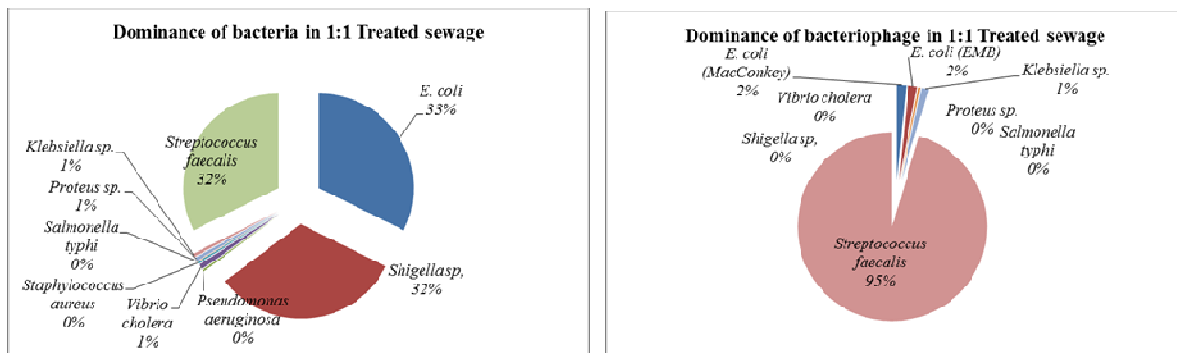 Dominance of bacteria in 1:1 Treated sewage
E. coli
33%
Streptococcus
faecalis
32%
Klebsiella sp.
1%
Proteus sp.
1%
Salmonella
typhi
0%
Staphylococcus
aureus
0%
Vibrio
cholera
1%
Pseudomonas
aeruginosa
0%
Shigella sp,
32%
Dominance of bacteriophage in 1:1 Treated sewage
E. coli
(MacConkey)
2%
E. coli (EMB)
2%
Klebsiella sp.
1%
Vibrio cholera
0%
Proteus sp.
0%
Shigella sp,
0%
Salmonella
typhi
0%
Streptococcus
faecalis
95%